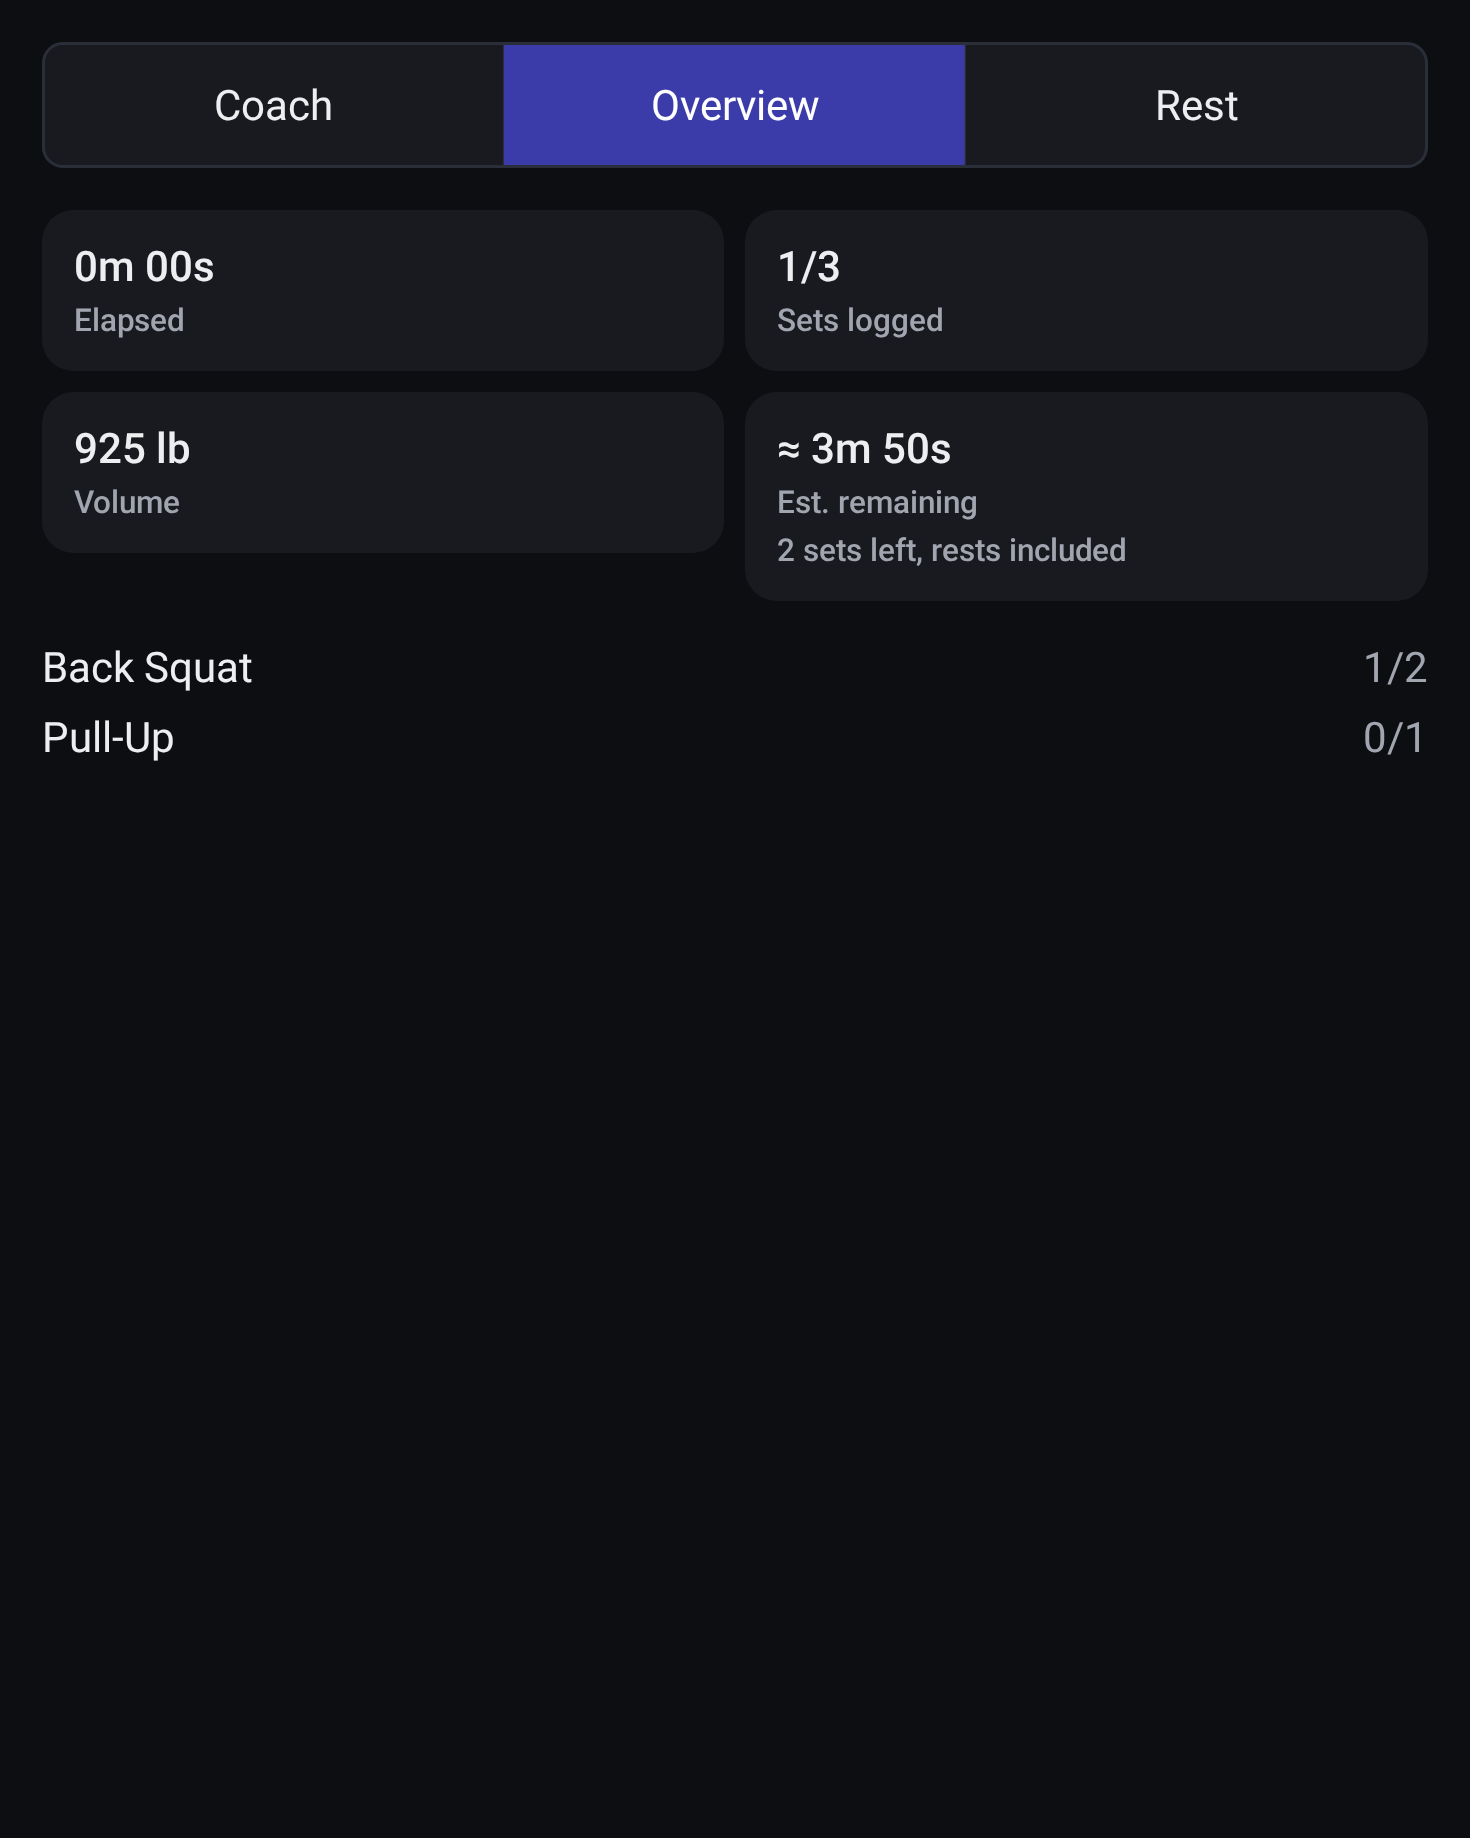 Coach
Overview
Rest
0m 00s
Elapsed
1/3
Sets logged
925 lb
Volume
≈ 3m 50s
Est. remaining
2 sets left, rests included
Back Squat 1/2
Pull-Up 0/1